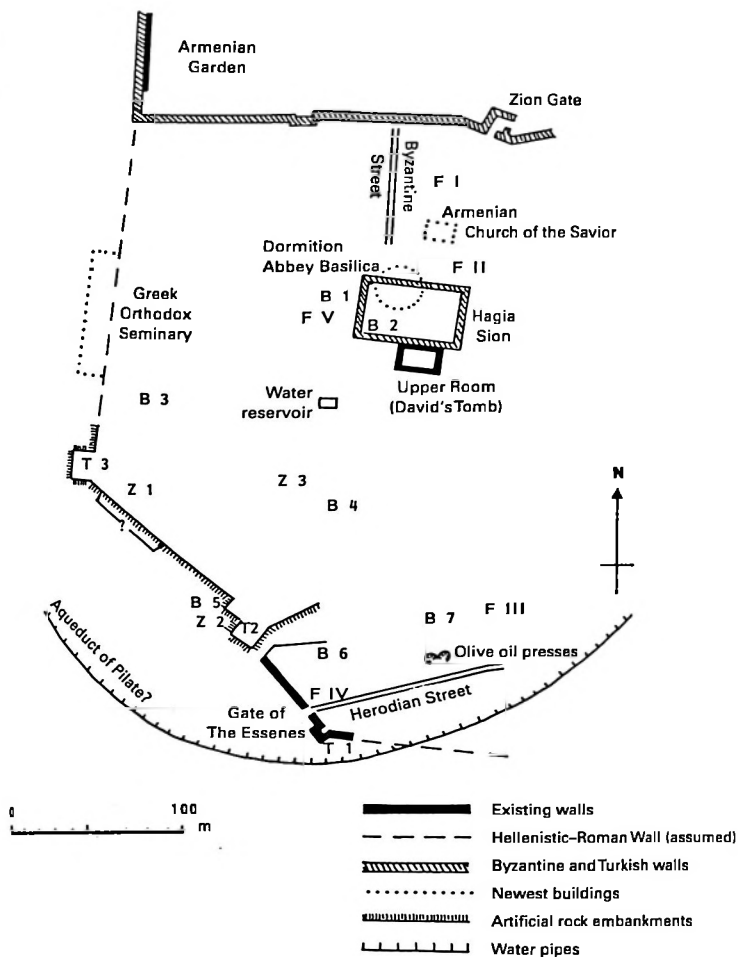 Armenian
Garden
Zion Gate
Byzantine
Street
F I
Armenian
Church of the Savior
Dormition
Abbey Basilica
F II
B 1
F V
B 2
Hagia
Sion
Greek
Orthodox
Seminary
Upper Room
(David's Tomb)
Water
reservoir
B 3
T 3
Z 1
Z 3
B 4
?
N
B 5
Z 2
T2
B 7
F III
Aqueduct of Pilate?
B 6
Olive oil presses
F IV
Herodian Street
Gate of
The Essenes
T 1
0
100
m
Existing walls
Hellenistic–Roman Wall (assumed)
Byzantine and Turkish walls
Newest buildings
Artificial rock embankments
Water pipes